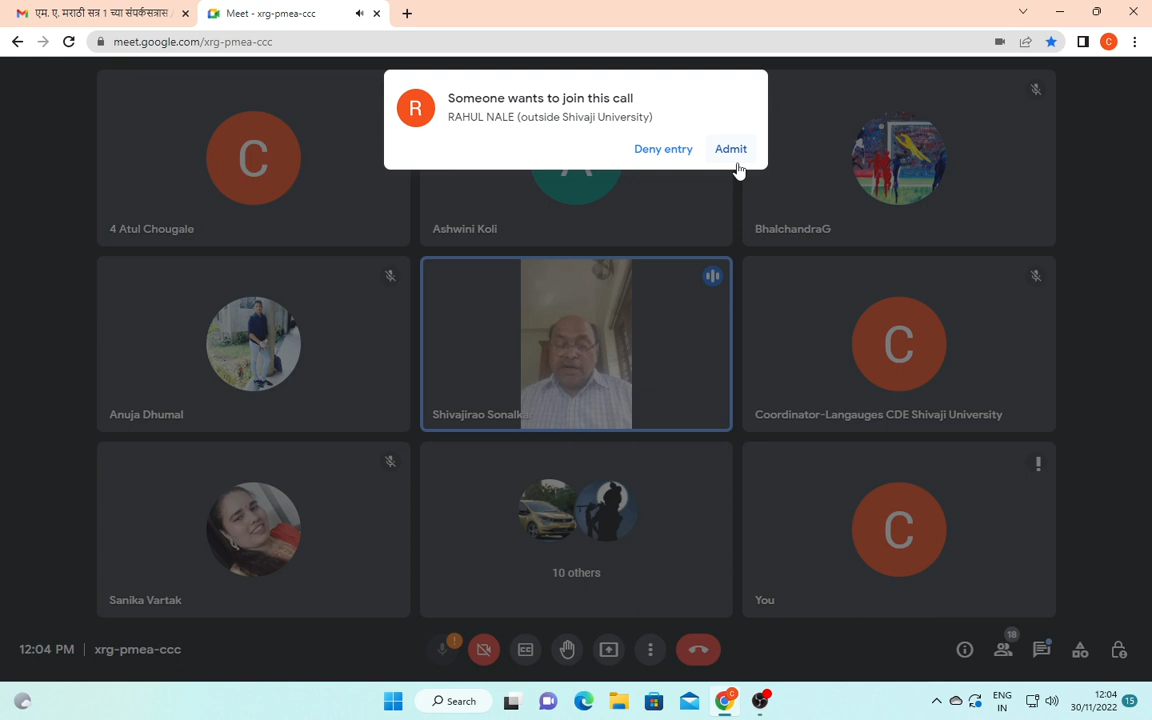 एम. ए. मराठी सत्र 1 च्या संपर्कसत्रास
Meet - xrg-pmea-ccc
meet.google.com/xrg-pmea-ccc
C
Someone wants to join this call
R
RAHUL NALE (outside Shivaji University)
Deny entry
Admit
C
4 Atul Chougale
Ashwini Koli
BhalchandraG
C
Anuja Dhumal
Shivajirao Sonalka
Coordinator-Langauges CDE Shivaji University
C
10 others
Sanika Vartak
You
12:04 PM | xrg-pmea-ccc
18
Search
ENG
IN
12:04
30/11/2022
15